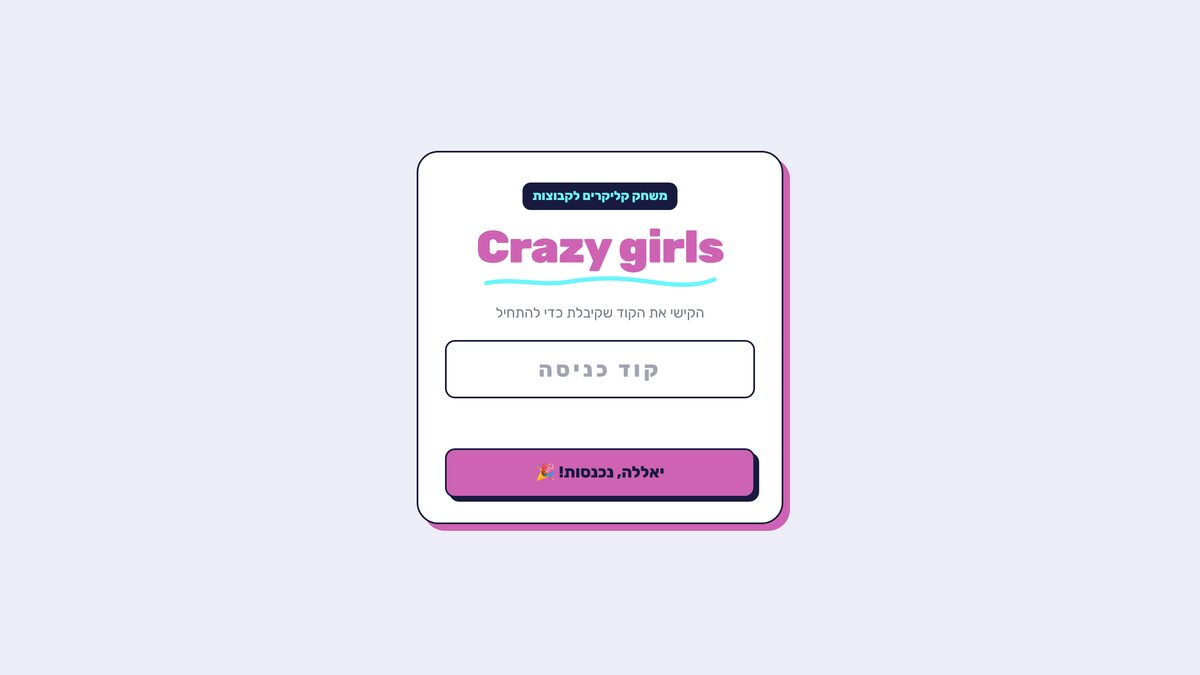 משחק קליקרים לקבוצות
Crazy girls
הקישי את הקוד שקיבלת כדי להתחיל
קוד כניסה
יאללה, נכנסות! 🎉